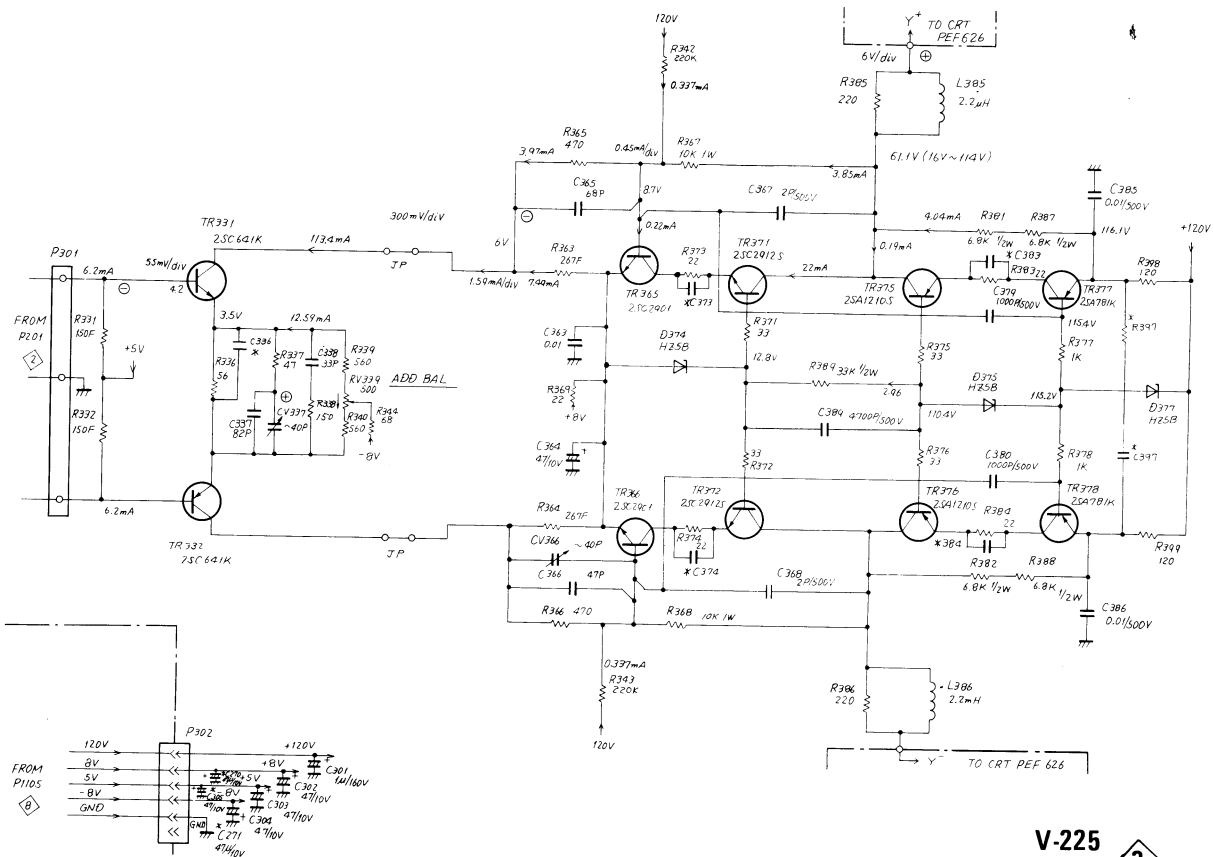 120V
R342
220K
0.337mA
Y+ TO CRT
PEF626
6V/div
⊕
R385
220
L385
2.2μH
R365
470
3.97mA
0.45mA/div
R367
10K 1W
3.85mA
61.1V (16V~114V)
C365
68P
8.7V
C367
2P/500V
C385
0.01/500V
4.04mA
R381
6.8K 1/2W
R387
6.8K 1/2W
116.1V
+120V
TR331
2SC641K
113.4mA
300mV/div
JP
⊖
6V
R363
267F
1.59mA/div
7.44mA
0.22mA
TR365
2SC2901
R373
22
*C373
TR371
2SC2912S
22mA
0.19mA
TR375
2SA1210S
*C383
R383 22
C379
1000P/500V
TR377
2SA781K
R398
120
P301
FROM
P201
2
6.2mA
⊖
55mV/div
4.2
R331
150F
+5V
R332
150F
3.5V
12.59mA
R336
56
C336
*
R337
47
C338
33P
R339
560
RV339
500
ADD BAL
C337
82P
⊕
CV337
~40P
R338
150
R340
560
R344
68
-8V
C363
0.01
R369
22
+8V
D374
HZ5B
R371
33
12.8V
R389
33K 1/2W
2.96
R375
33
D375
HZ5B
110.4V
115.4V
R377
1K
115.2V
*
R397
D377
HZ5B
C364
47/10V
C389
4700P/500V
33
R372
R376
33
C380
1000P/500V
R378
1K
*
C397
6.2mA
TR332
2SC641K
JP
R364
267F
CV366
~40P
TR366
2SC2901
R374
22
*C374
TR372
2SC2912S
TR376
2SA1210S
*384
R384
22
TR378
2SA781K
R399
120
C366
47P
C368
2P/500V
R382
6.8K 1/2W
R388
6.8K 1/2W
R366 470
R368
10K 1W
C386
0.01/500V
0.337mA
R343
220K
120V
R386
220
L386
2.2mH
Y- TO CRT PEF 626
FROM
P1105
8
P302
120V
8V
5V
-8V
GND
+120V
+8V
+5V
-8V
GND
C301
1μ/160V
C302
47/10V
C303
47/10V
C304
47/10V
*
C271
47μ/10V
V-225